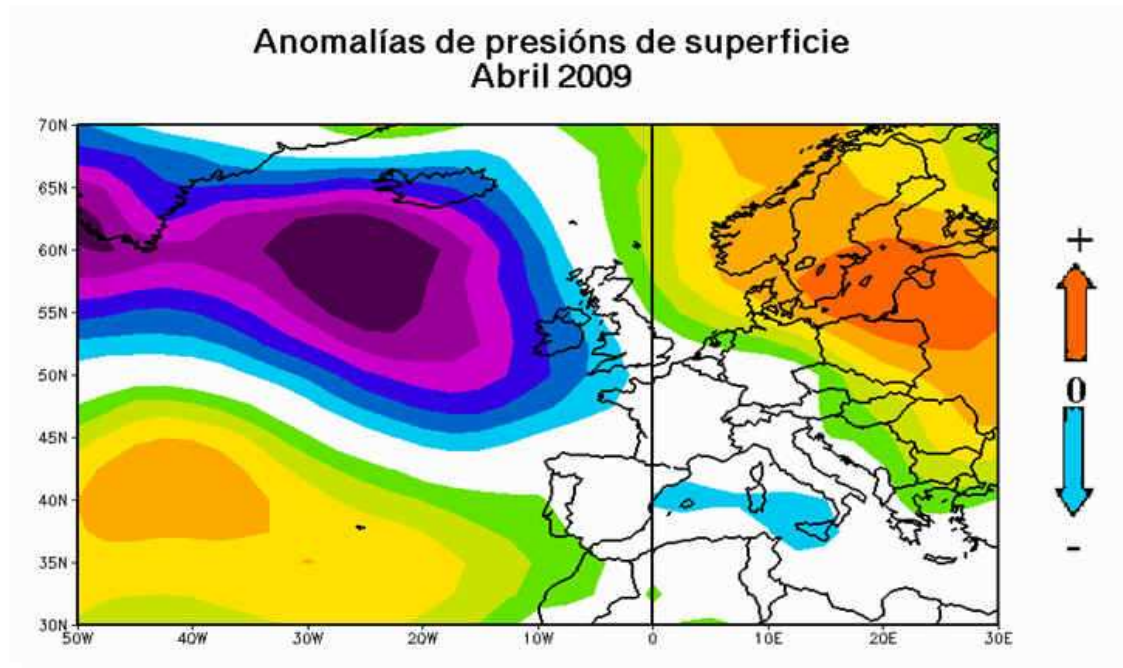 Anomalías de presións de superficie
Abril 2009
70N
65N
60N
55N
50N
45N
40N
35N
30N
50W 40W 30W 20W 10W 0 10E 20E 30E
+
0
-